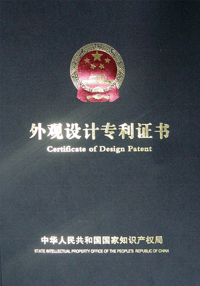 外观设计专利证书
Certificate of Design Patent
中华人民共和国国家知识产权局
STATE INTELLECTUAL PROPERTY OFFICE OF THE PEOPLE'S REPUBLIC OF CHINA